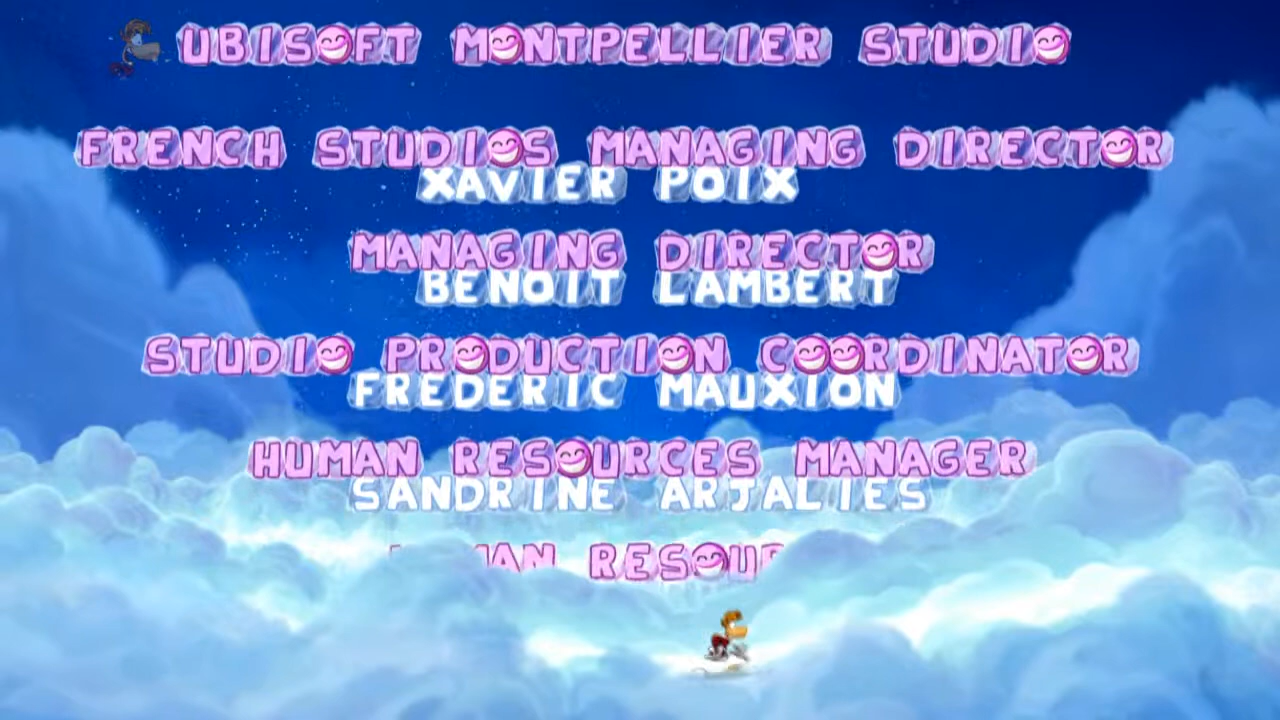 UBISOFT MONTPELLIER STUDIO
FRENCH STUDIOS MANAGING DIRECTOR
XAVIER POIX
MANAGING DIRECTOR
BENOIT LAMBERT
STUDIO PRODUCTION COORDINATOR
FREDERIC MAUXION
HUMAN RESOURCES MANAGER
SANDRINE ARJALIES